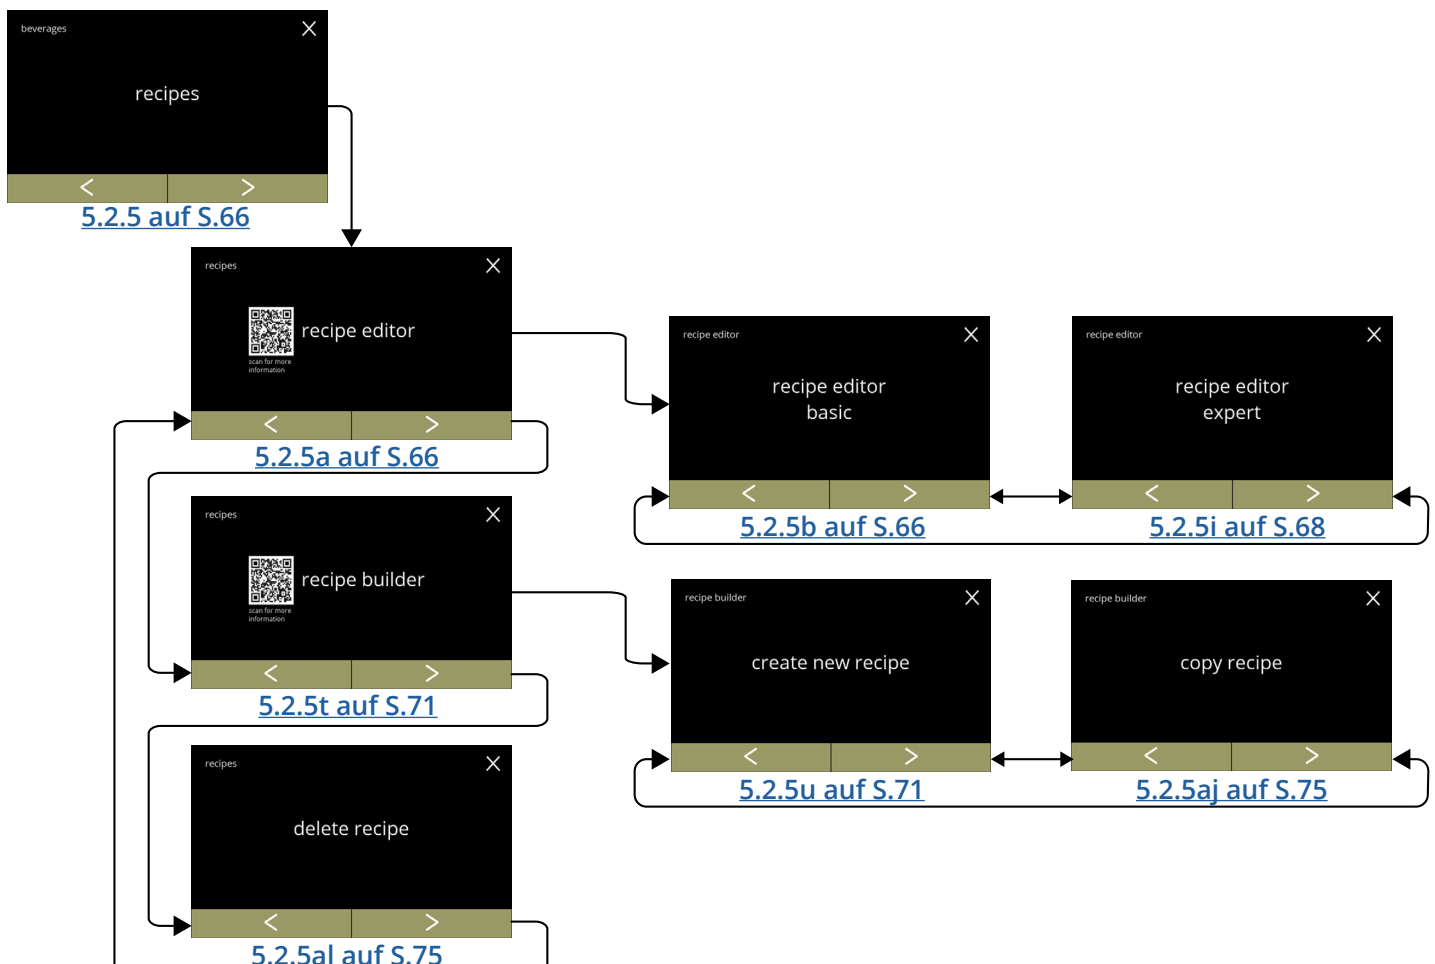 beverages
recipes
5.2.5 auf S.66
recipes
recipe editor
scan for more
information
5.2.5a auf S.66
recipe editor
recipe editor
basic
5.2.5b auf S.66
recipe editor
recipe editor
expert
5.2.5i auf S.68
recipes
recipe builder
scan for more
information
5.2.5t auf S.71
recipe builder
create new recipe
5.2.5u auf S.71
recipe builder
copy recipe
5.2.5aj auf S.75
recipes
delete recipe
5.2.5al auf S.75